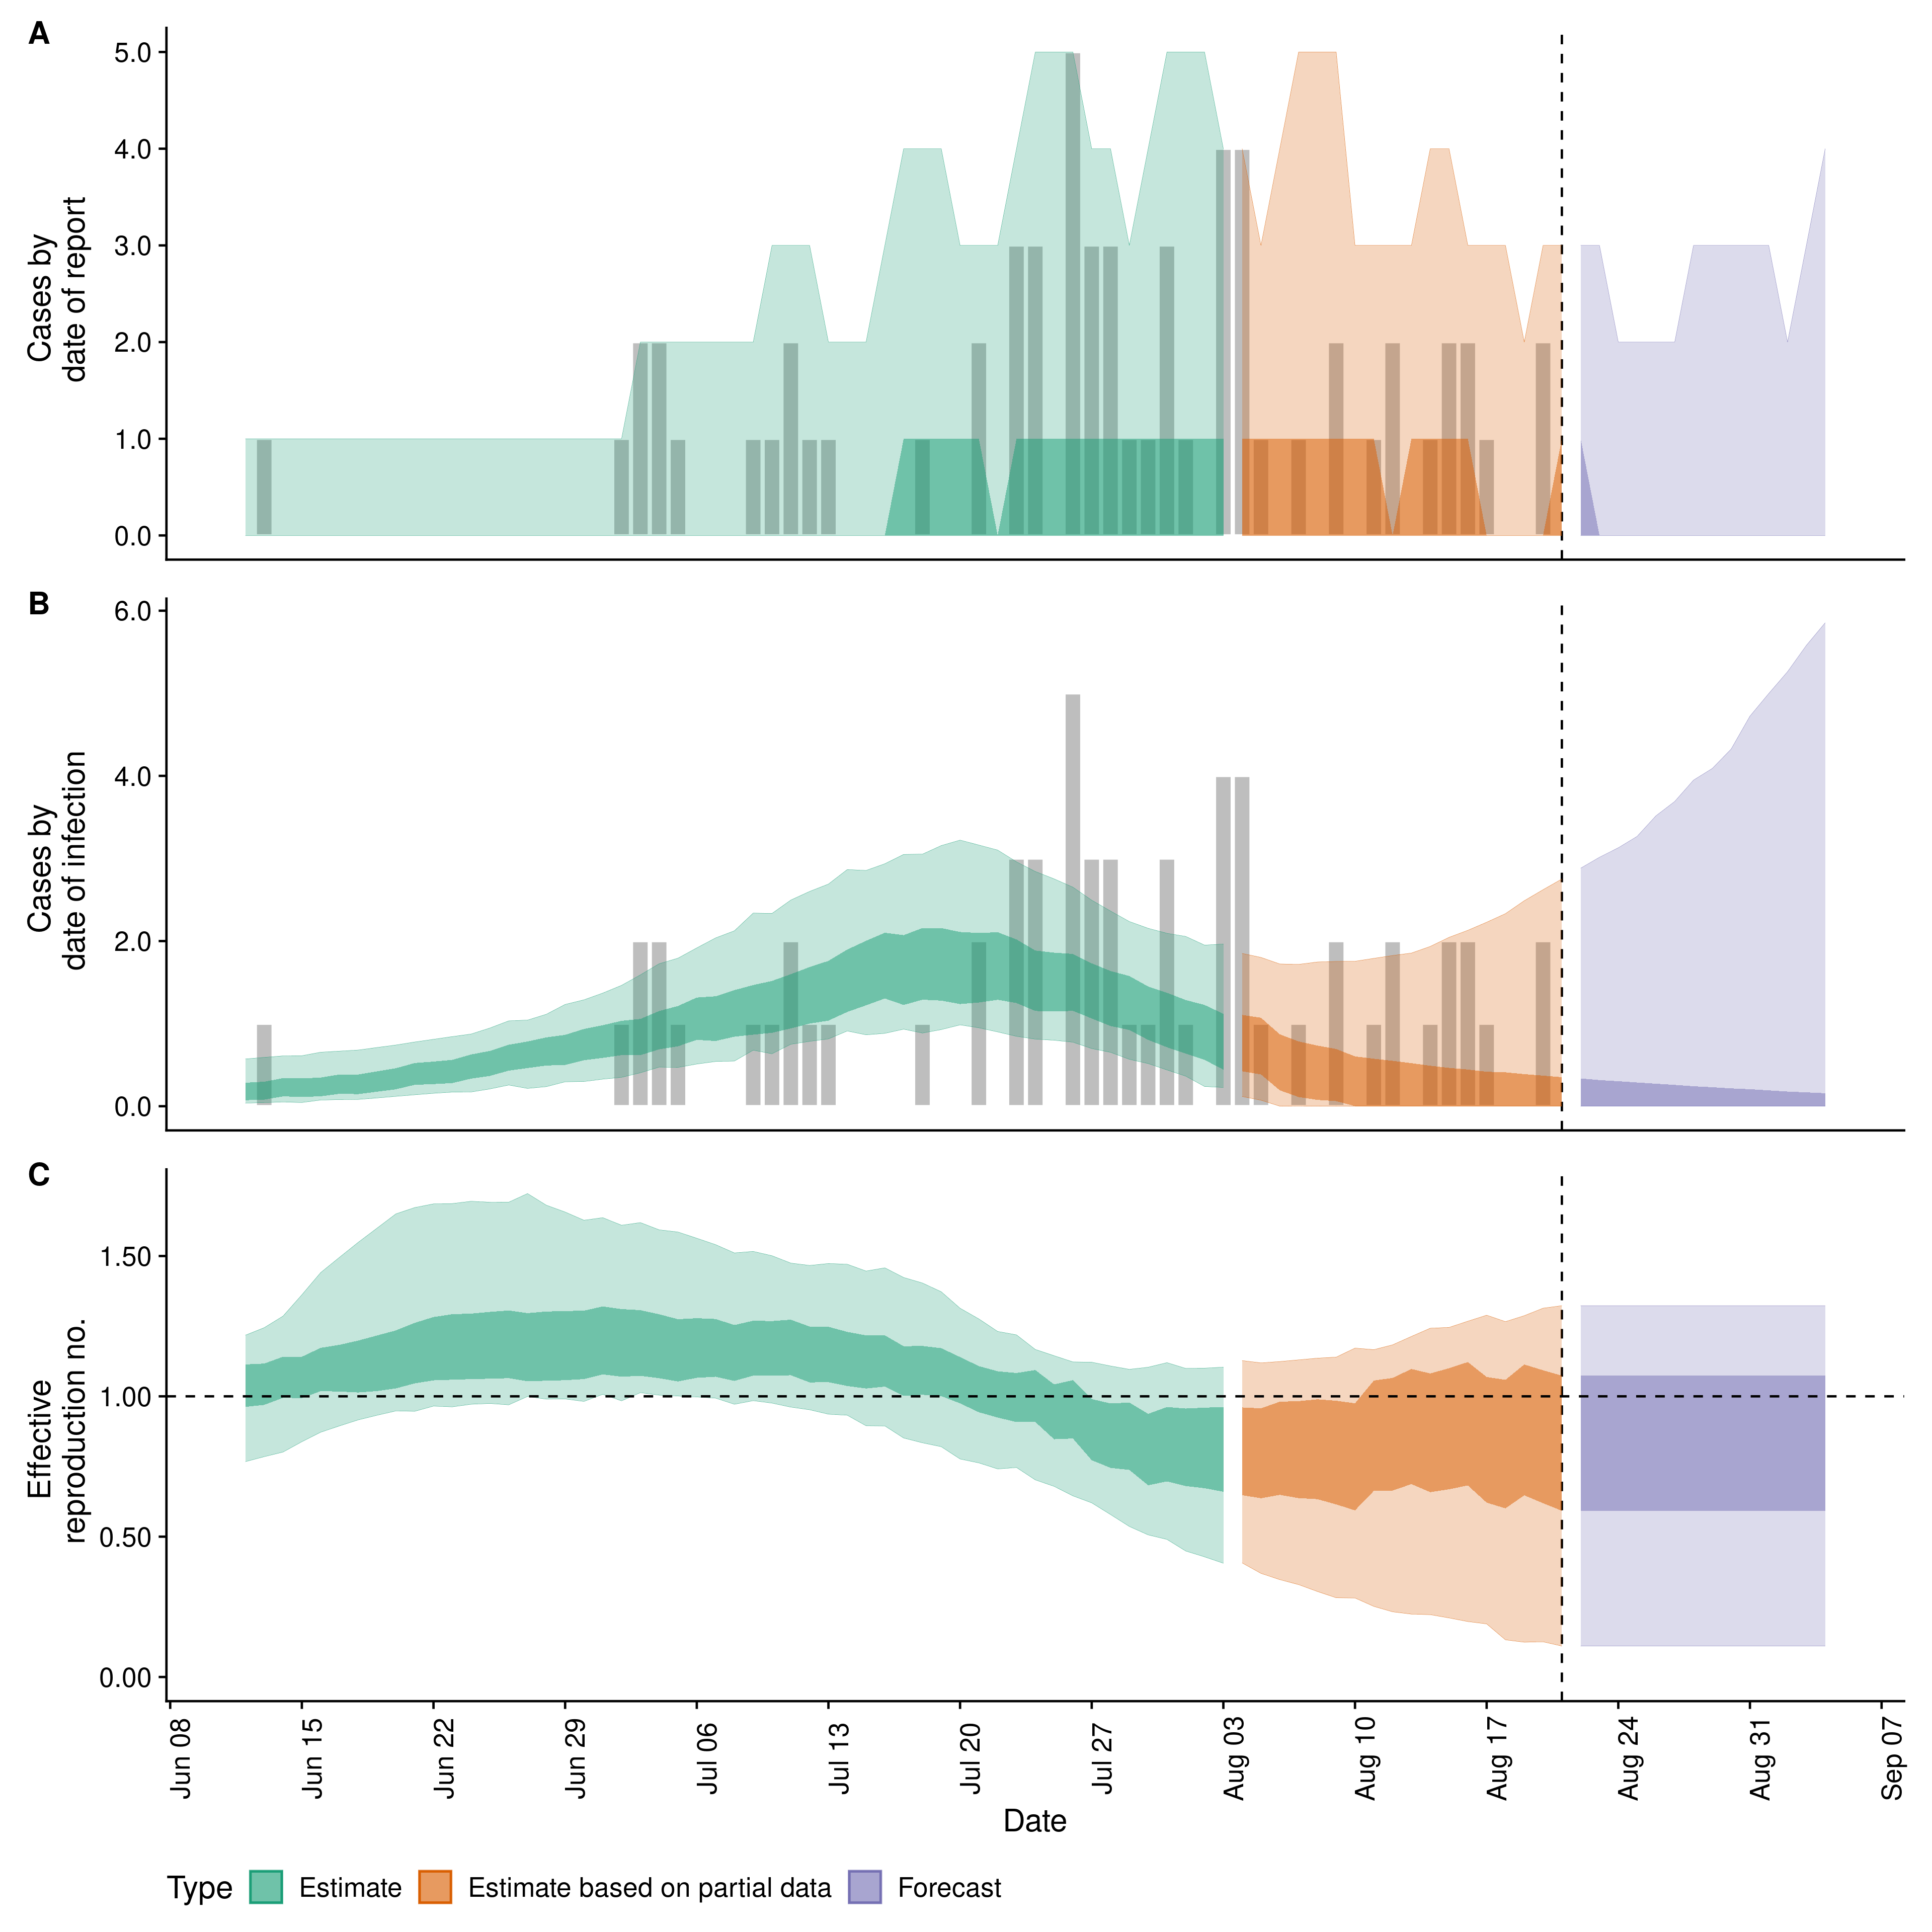 A
Cases by
date of report
5.0
4.0
3.0
2.0
1.0
0.0
B
Cases by
date of infection
6.0
4.0
2.0
0.0
C
Effective
reproduction no.
1.50
1.00
0.50
0.00
Jun 08
Jun 15
Jun 22
Jun 29
Jul 06
Jul 13
Jul 20
Jul 27
Aug 03
Aug 10
Aug 17
Aug 24
Aug 31
Sep 07
Date
Type Estimate Estimate based on partial data Forecast